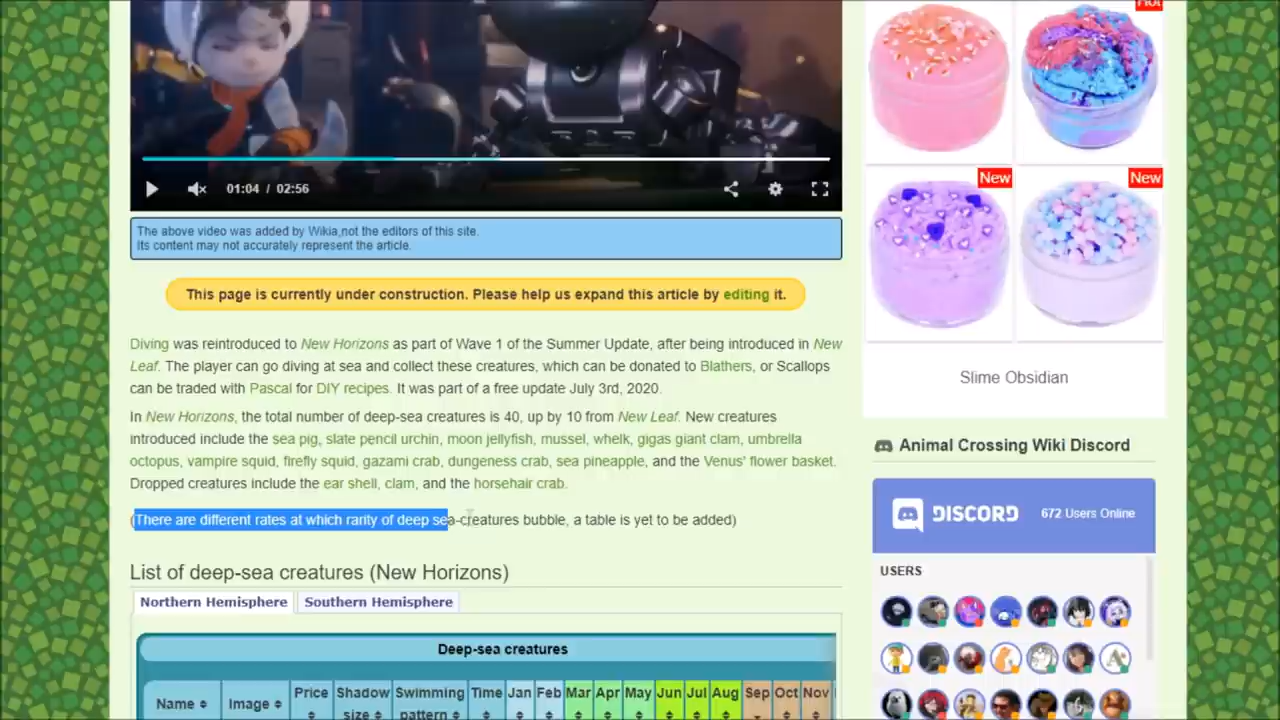 Hot
01:04 / 02:56
New
New
The above video was added by Wikia,not the editors of this site.
Its content may not accurately represent the article.
This page is currently under construction. Please help us expand this article by editing it.
Diving was reintroduced to New Horizons as part of Wave 1 of the Summer Update, after being introduced in New
Leaf. The player can go diving at sea and collect these creatures, which can be donated to Blathers, or Scallops
can be traded with Pascal for DIY recipes. It was part of a free update July 3rd, 2020.
In New Horizons, the total number of deep-sea creatures is 40, up by 10 from New Leaf. New creatures
introduced include the sea pig, slate pencil urchin, moon jellyfish, mussel, whelk, gigas giant clam, umbrella
octopus, vampire squid, firefly squid, gazami crab, dungeness crab, sea pineapple, and the Venus' flower basket.
Dropped creatures include the ear shell, clam, and the horsehair crab.
(There are different rates at which rarity of deep sea-creatures bubble, a table is yet to be added)
List of deep-sea creatures (New Horizons)
Northern Hemisphere Southern Hemisphere
Deep-sea creatures
Name Image Price Shadow size Swimming pattern Time Jan Feb Mar Apr May Jun Jul Aug Sep Oct Nov
Slime Obsidian
Animal Crossing Wiki Discord
DISCORD 672 Users Online
USERS